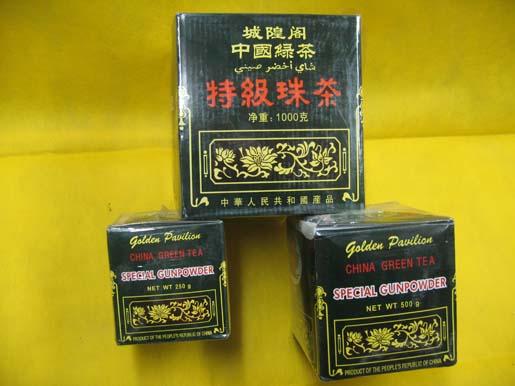 城隍阁
中國綠茶
شاي أخضر صيني
特級珠茶
净重：1000克
中華人民共和國産品
Golden Pavilion
CHINA GREEN TEA
SPECIAL GUNPOWDER
NET WT 250 g
PRODUCT OF THE PEOPLE'S REPUBLIC OF CHINA
Golden Pavilion
CHINA GREEN TEA
SPECIAL GUNPOWDER
NET WT 500 g
PRODUCT OF THE PEOPLE'S REPUBLIC OF CHINA